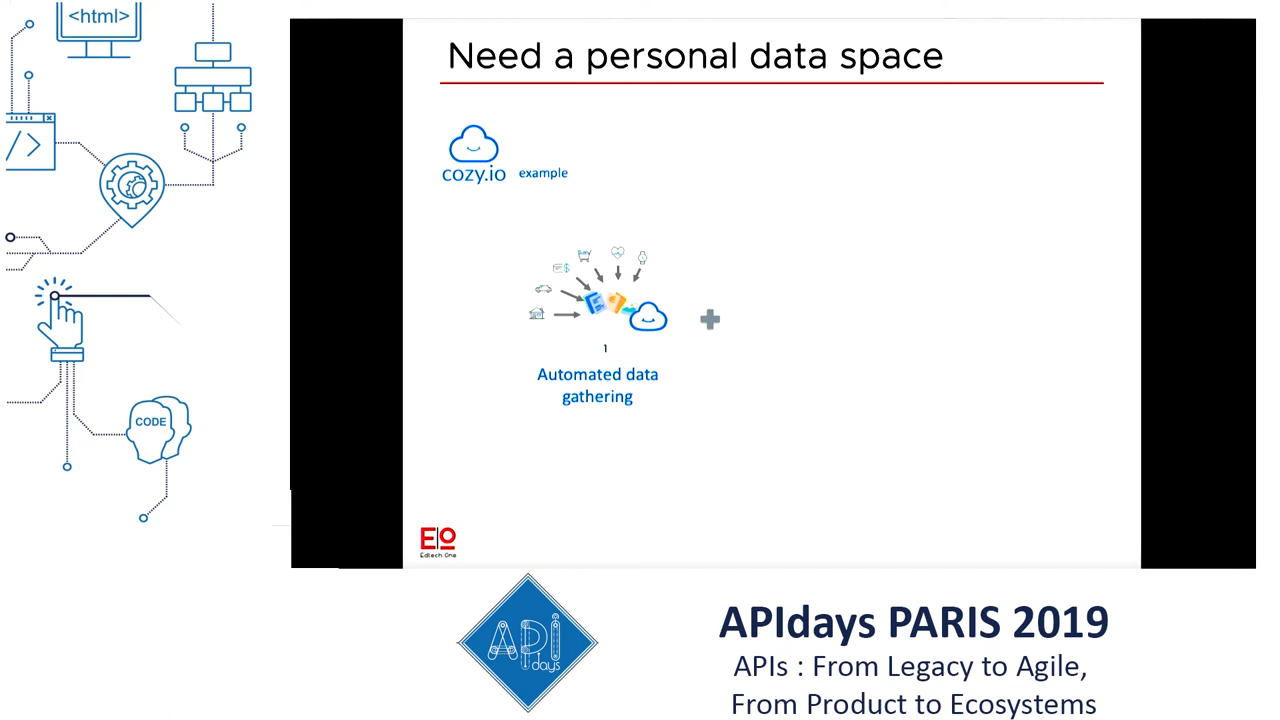 <html>
Need a personal data space
cozy.io example
1
Automated data
gathering
</>
CODE
E|O
Edtech One
API
days
APIdays PARIS 2019
APIs : From Legacy to Agile,
From Product to Ecosystems